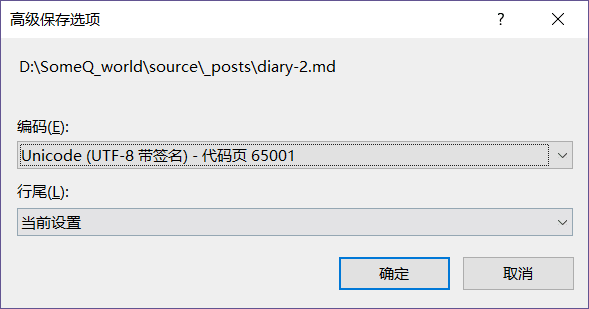 高级保存选项
D:\SomeQ_world\source\_posts\diary-2.md
编码(E):
Unicode (UTF-8 带签名) - 代码页 65001
行尾(L):
当前设置
确定 取消